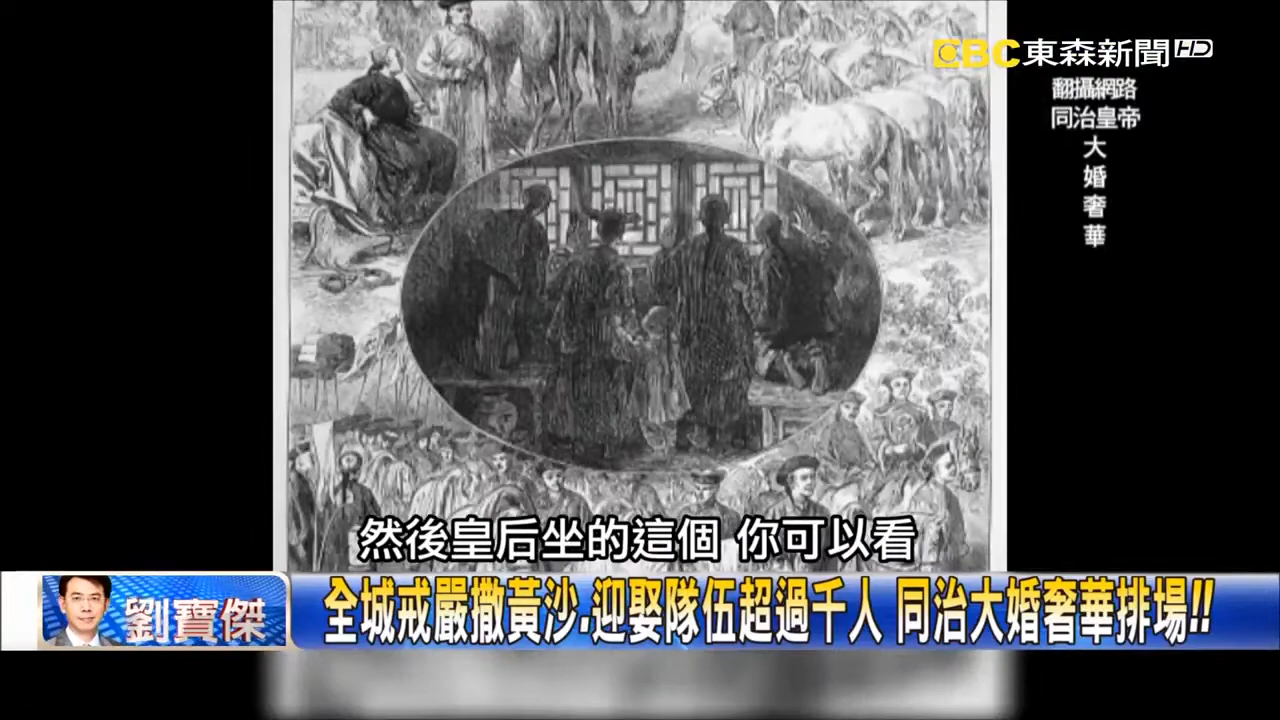 EBC東森新聞HD
翻攝網路
同治皇帝
大婚奢華
然後皇后坐的這個 你可以看
劉寶傑
全城戒嚴撒黃沙.迎娶隊伍超過千人 同治大婚奢華排場!!